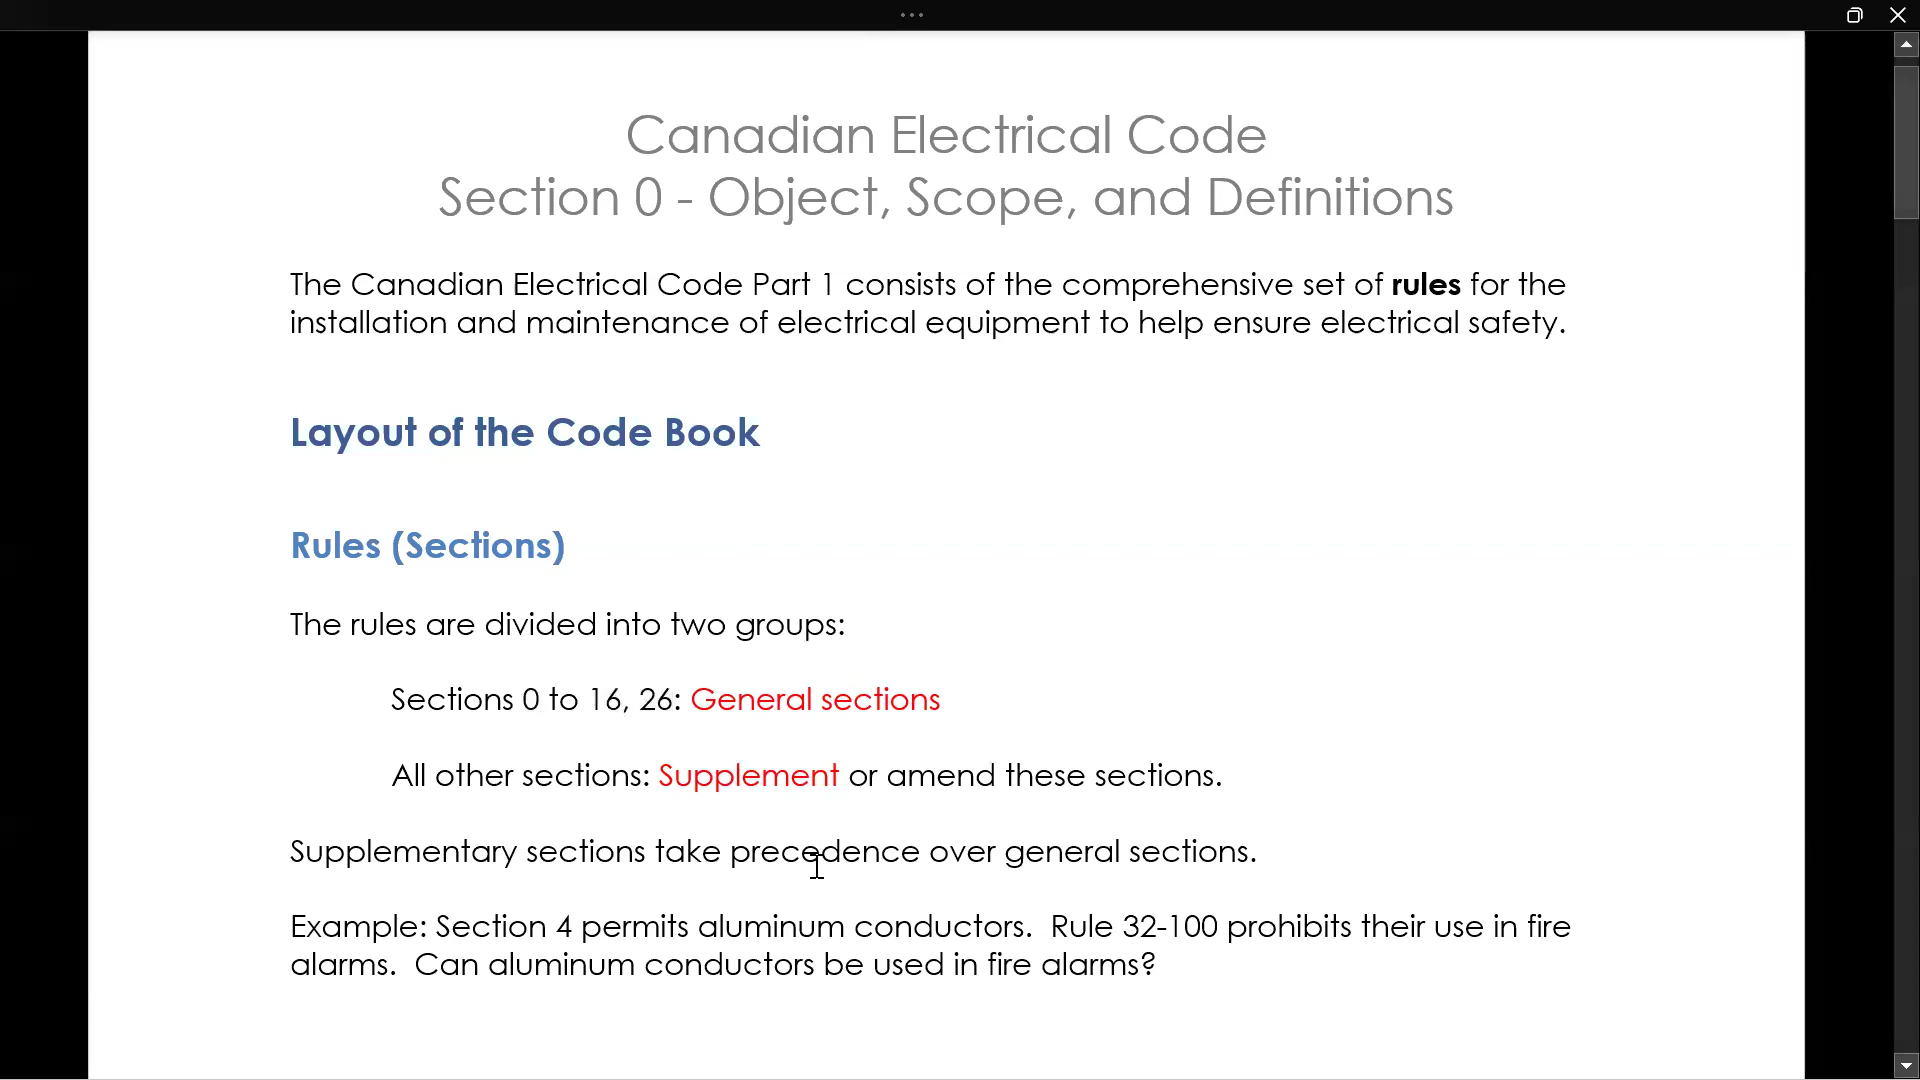 Canadian Electrical Code
Section 0 - Object, Scope, and Definitions
The Canadian Electrical Code Part 1 consists of the comprehensive set of rules for the
installation and maintenance of electrical equipment to help ensure electrical safety.
Layout of the Code Book
Rules (Sections)
The rules are divided into two groups:
Sections 0 to 16, 26: General sections
All other sections: Supplement or amend these sections.
Supplementary sections take precedence over general sections.
Example: Section 4 permits aluminum conductors.  Rule 32-100 prohibits their use in fire
alarms.  Can aluminum conductors be used in fire alarms?